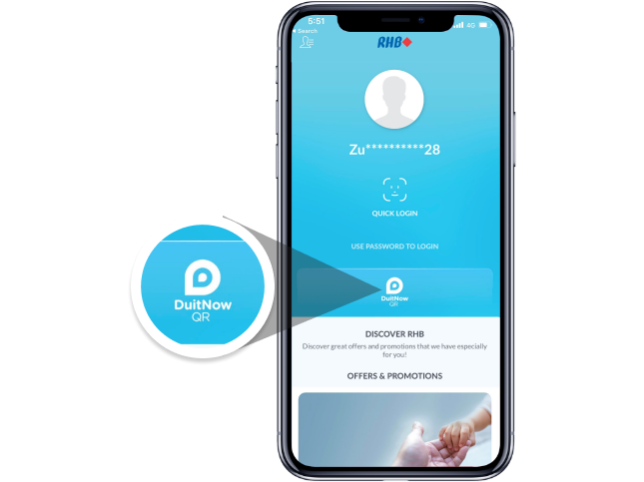 5:51
4G
Search
RHB
Zu**********28
QUICK LOGIN
USE PASSWORD TO LOGIN
DuitNow
QR
DuitNow
QR
DISCOVER RHB
Discover great offers and promotions that we have especially
for you!
OFFERS & PROMOTIONS